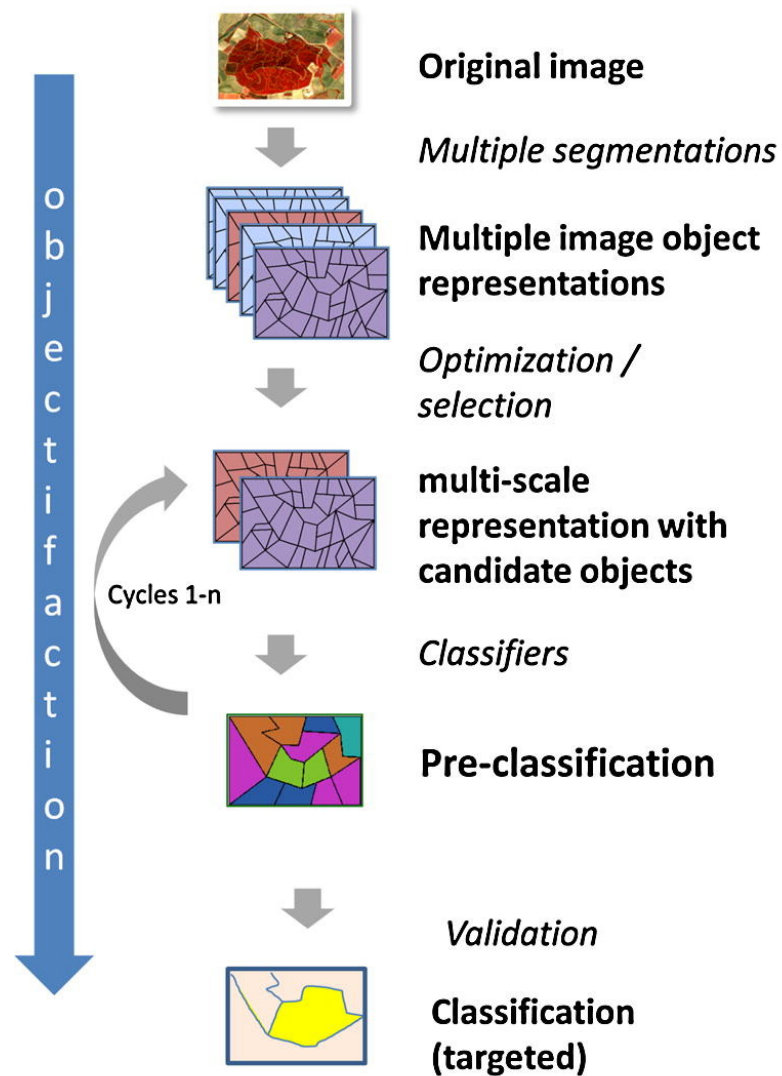 Original image
Multiple segmentations
Multiple image object
representations
Optimization /
selection
multi-scale
representation with
candidate objects
Cycles 1-n
Classifiers
Pre-classification
Validation
Classification
(targeted)
objectifaction